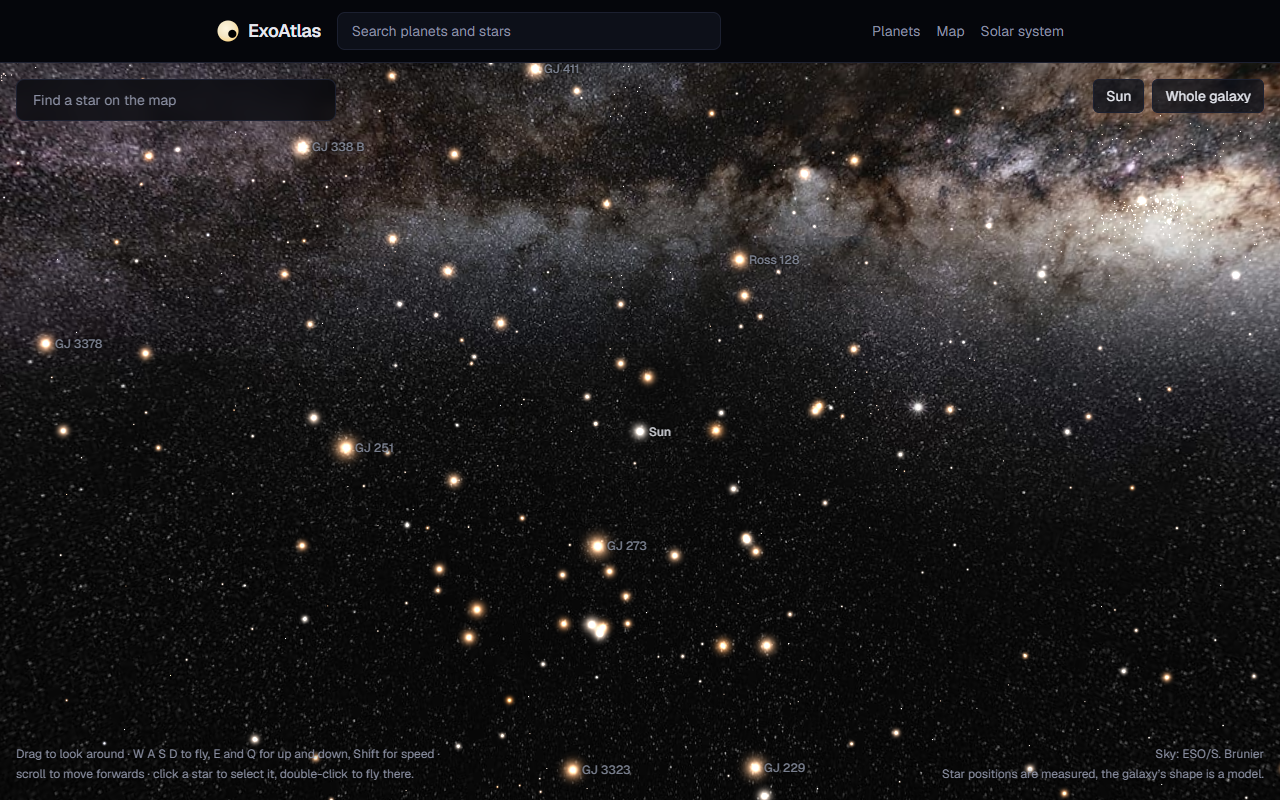 ExoAtlas
Search planets and stars
Planets
Map
Solar system
Find a star on the map
Sun
Whole galaxy
GJ 411
GJ 338 B
Ross 128
GJ 3378
Sun
GJ 251
GJ 273
GJ 3323
GJ 229
Drag to look around · W A S D to fly, E and Q for up and down, Shift for speed ·
scroll to move forwards · click a star to select it, double-click to fly there.
Sky: ESO/S. Brunier
Star positions are measured, the galaxy's shape is a model.